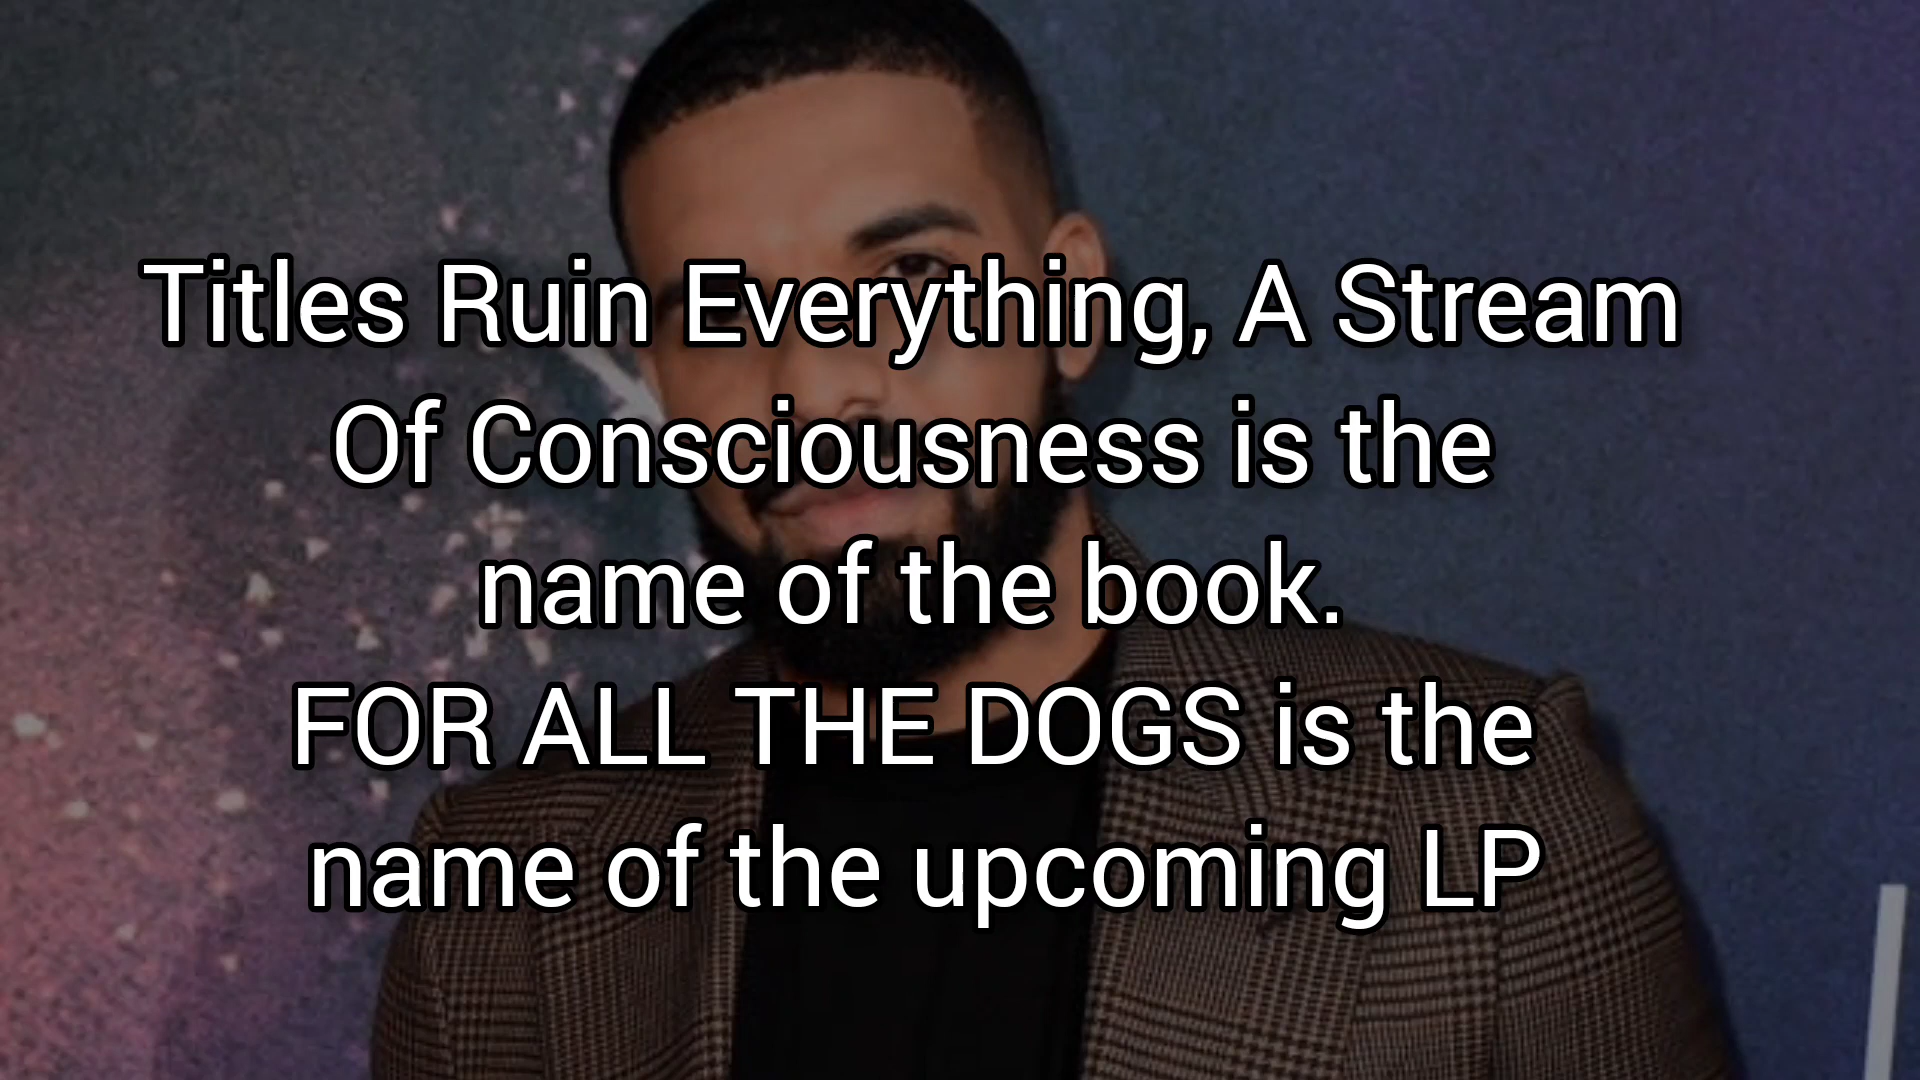 Titles Ruin Everything, A Stream
Of Consciousness is the
name of the book.
FOR ALL THE DOGS is the
name of the upcoming LP